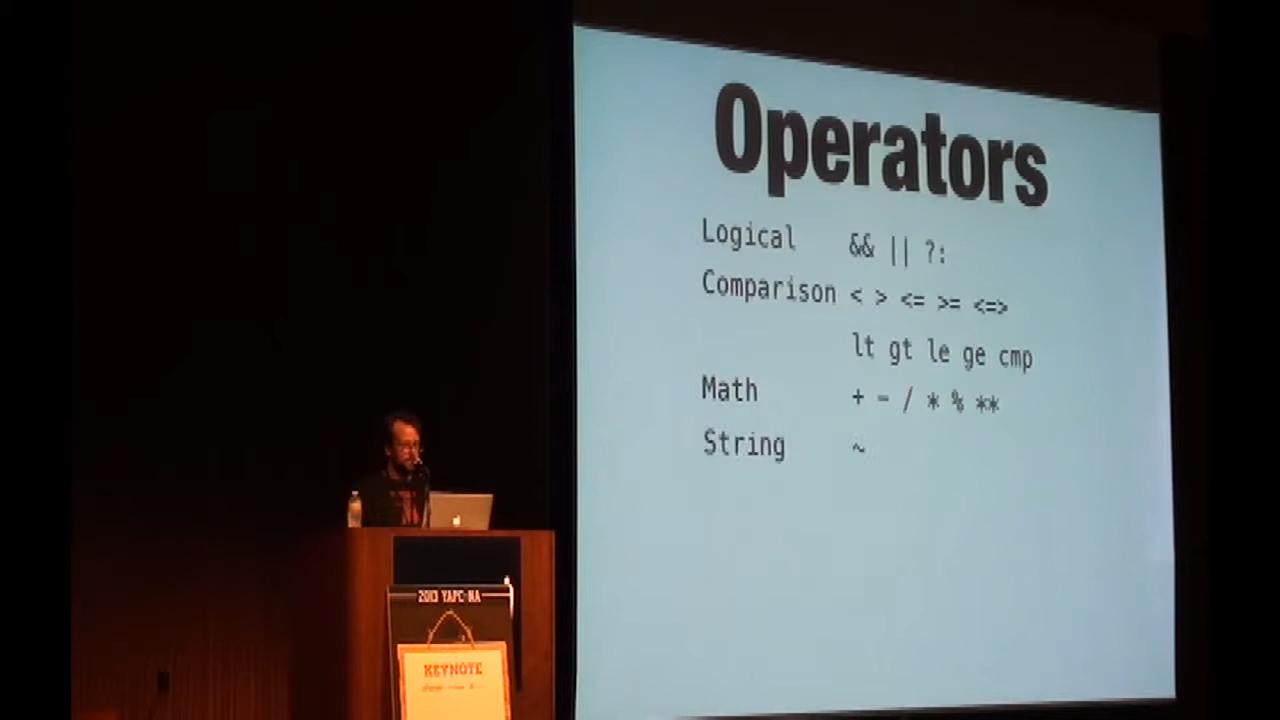 Operators
Logical && || ?:
Comparison < > <= >= <=>
lt gt le ge cmp
Math + - / * % **
String ~
2013 YAPC::NA
KEYNOTE